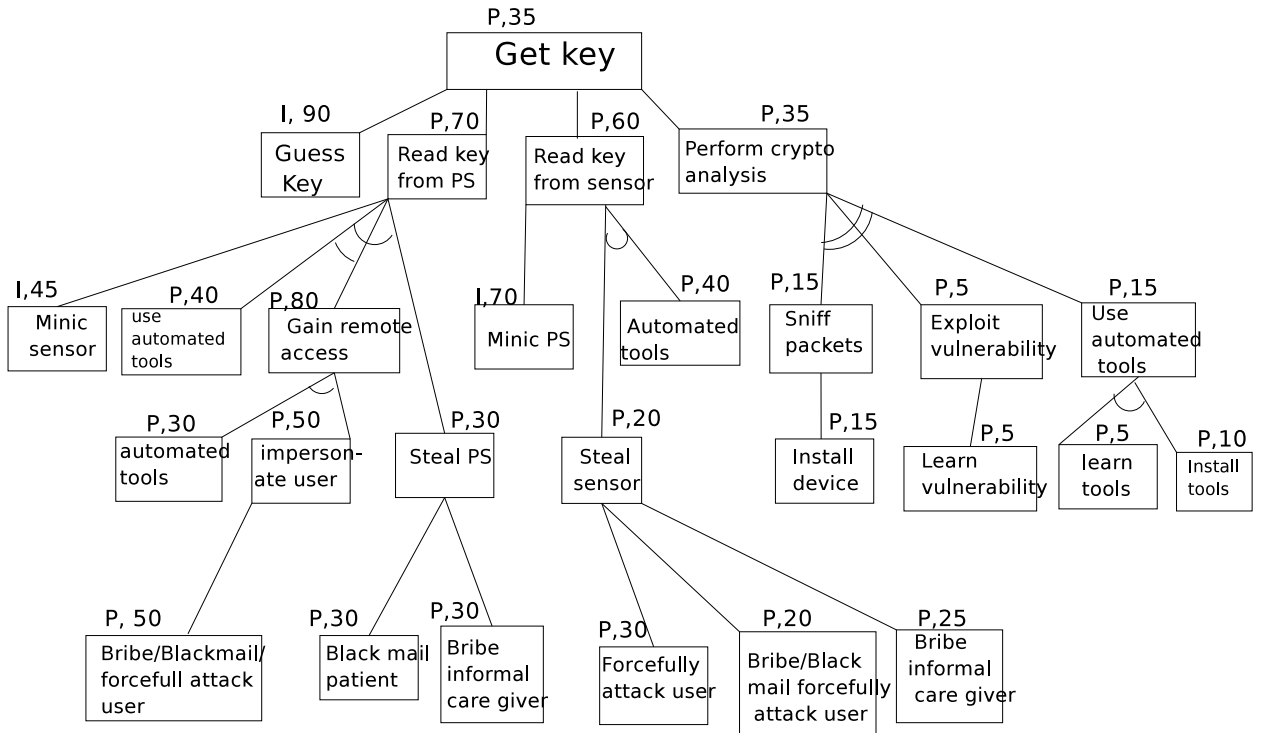 P,35
Get key
I, 90
Guess
Key
P,70
Read key
from PS
P,60
Read key
from sensor
P,35
Perform crypto
analysis
I,45
Minic
sensor
P,40
use
automated
tools
P,80
Gain remote
access
I,70
Minic PS
P,40
Automated
tools
P,15
Sniff
packets
P,5
Exploit
vulnerability
P,15
Use
automated
tools
P,30
automated
tools
P,50
imperson-
ate user
P,30
Steal PS
P,20
Steal
sensor
P,15
Install
device
P,5
Learn
vulnerability
P,5
learn
tools
P,10
Install
tools
P, 50
Bribe/Blackmail/
forcefull attack
user
P,30
Black mail
patient
P,30
Bribe
informal
care giver
P,30
Forcefully
attack user
P,20
Bribe/Black
mail forcefully
attack user
P,25
Bribe
informal
care giver